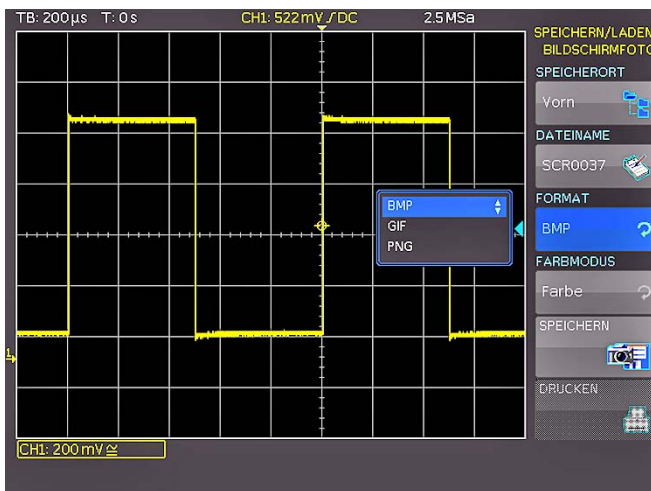 TB: 200µs T: 0s CH1: 522mV DC 2.5MSa
SPEICHERN/LADEN
BILDSCHIRMFOTO
SPEICHERORT
Vorn
DATEINAME
SCR0037
FORMAT
BMP
FARBMODUS
Farbe
SPEICHERN
DRUCKEN
BMP
GIF
PNG
1
CH1: 200mV≅